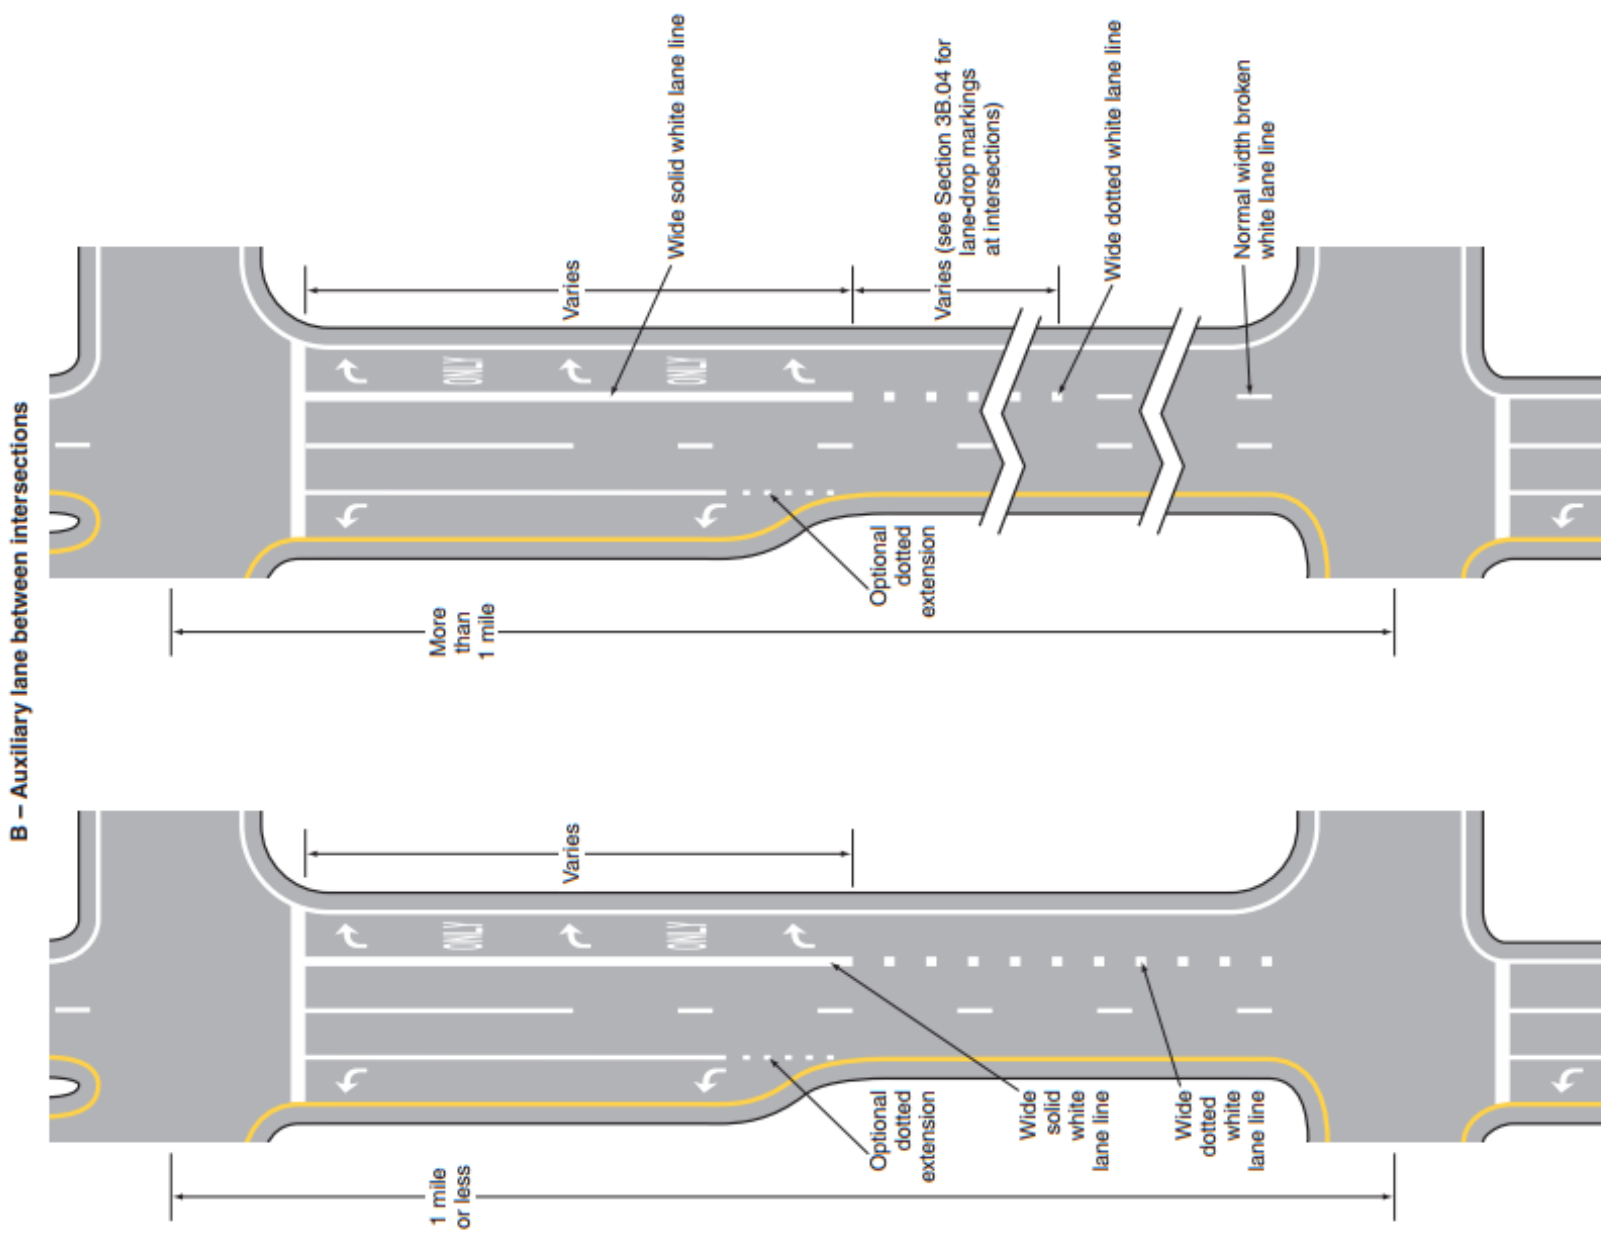 B – Auxiliary lane between intersections
1 mile
or less
Optional
dotted
extension
Wide
solid
white
lane line
Wide
dotted
white
lane line
Varies
ONLY
ONLY
More
than
1 mile
Optional
dotted
extension
ONLY
ONLY
Varies
Wide solid white lane line
Varies (see Section 3B.04 for
lane-drop markings
at intersections)
Wide dotted white lane line
Normal width broken
white lane line